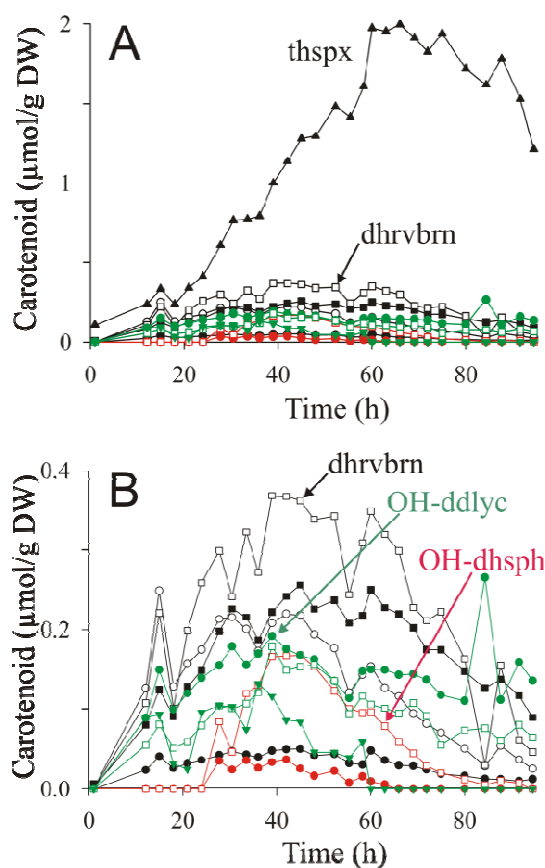 A
2
thspx
1
dhrvbrn
0
Carotenoid (μmol/g DW)
0 20 40 60 80
Time (h)
B
0.4
dhrvbrn
OH-ddlyc
OH-dhsph
0.2
0.0
Carotenoid (μmol/g DW)
0 20 40 60 80
Time (h)